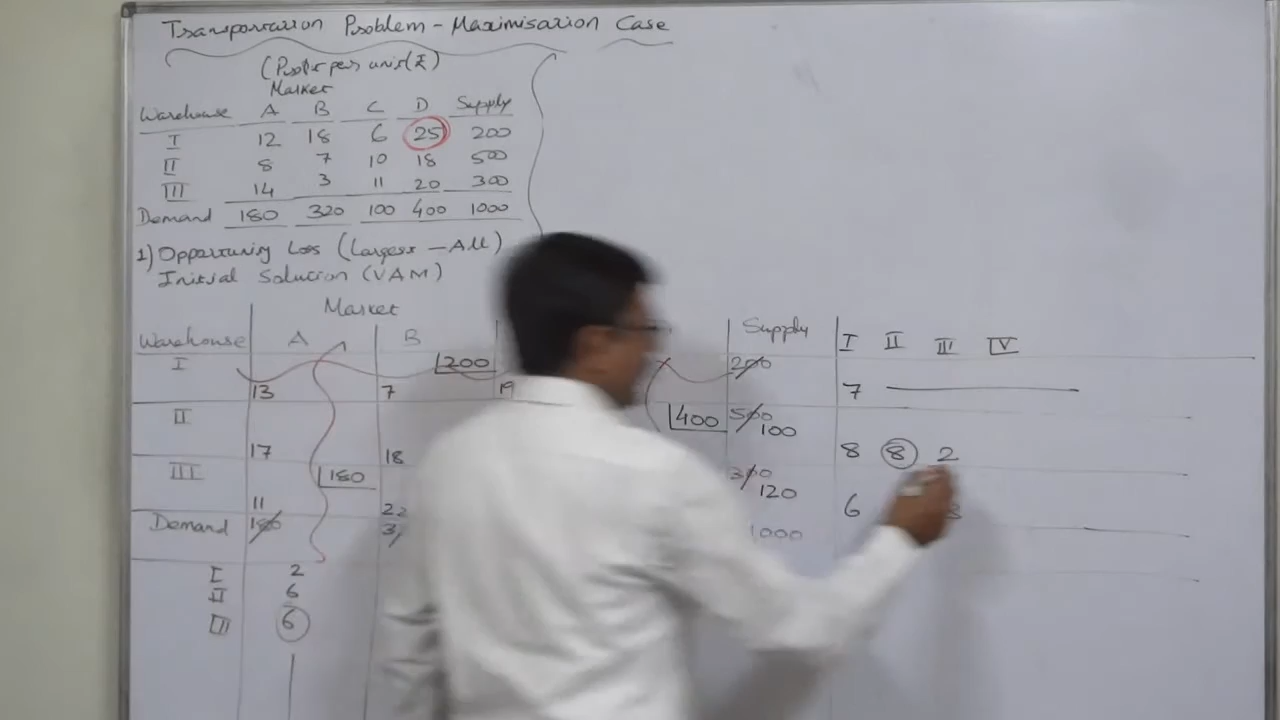 Transportation Problem - Maximisation Case
(Profit per unit (₹)
Market
Warehouse A B C D Supply
I 12 18 6 25 200
II 8 7 10 18 500
III 14 3 11 20 300
Demand 180 320 100 400 1000
1) Opportunity Loss (Largest - All)
Initial Solution (VAM)
Market
Warehouse A B Supply I II III IV
I 200 200
13 7 19 7
II 400 500
100
17 18 8 8 2
III 180 300
120
11 22 6
Demand 180 1000
I 2
II 6
III 6